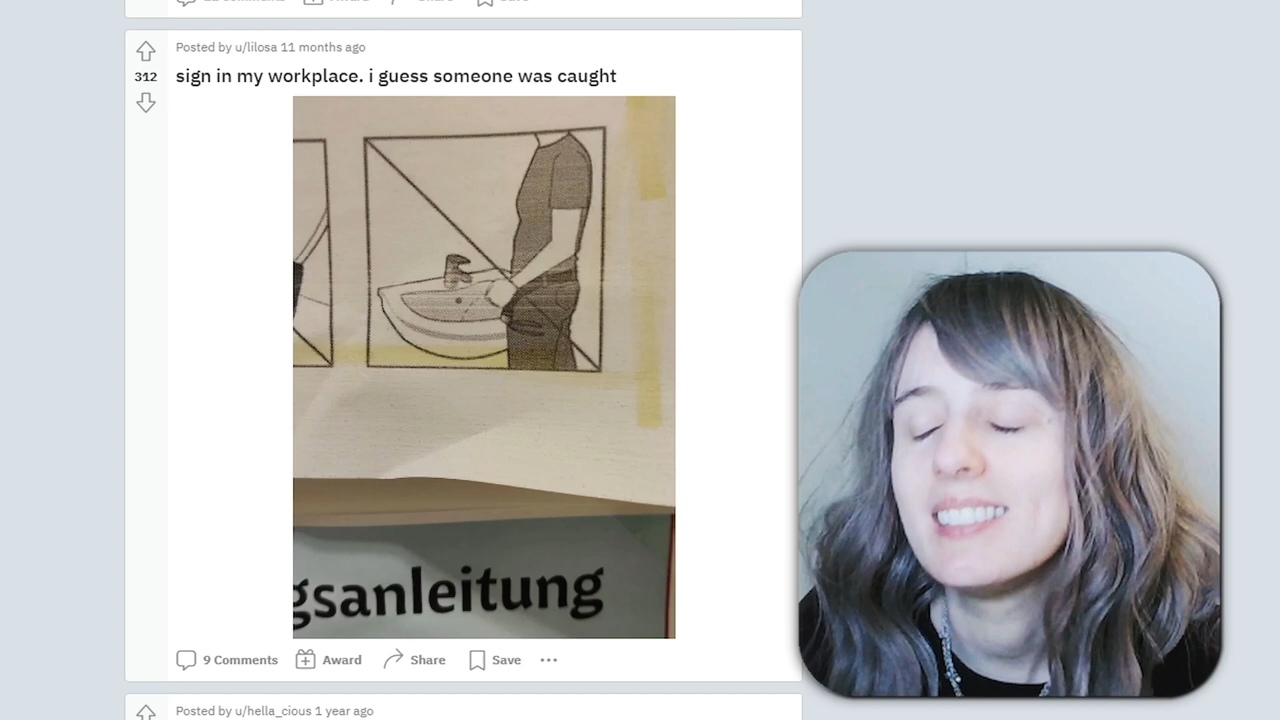 Posted by u/lilosa 11 months ago
312
sign in my workplace. i guess someone was caught
gsanleitung
9 Comments
Award
Share
Save
Posted by u/hella_cious 1 year ago